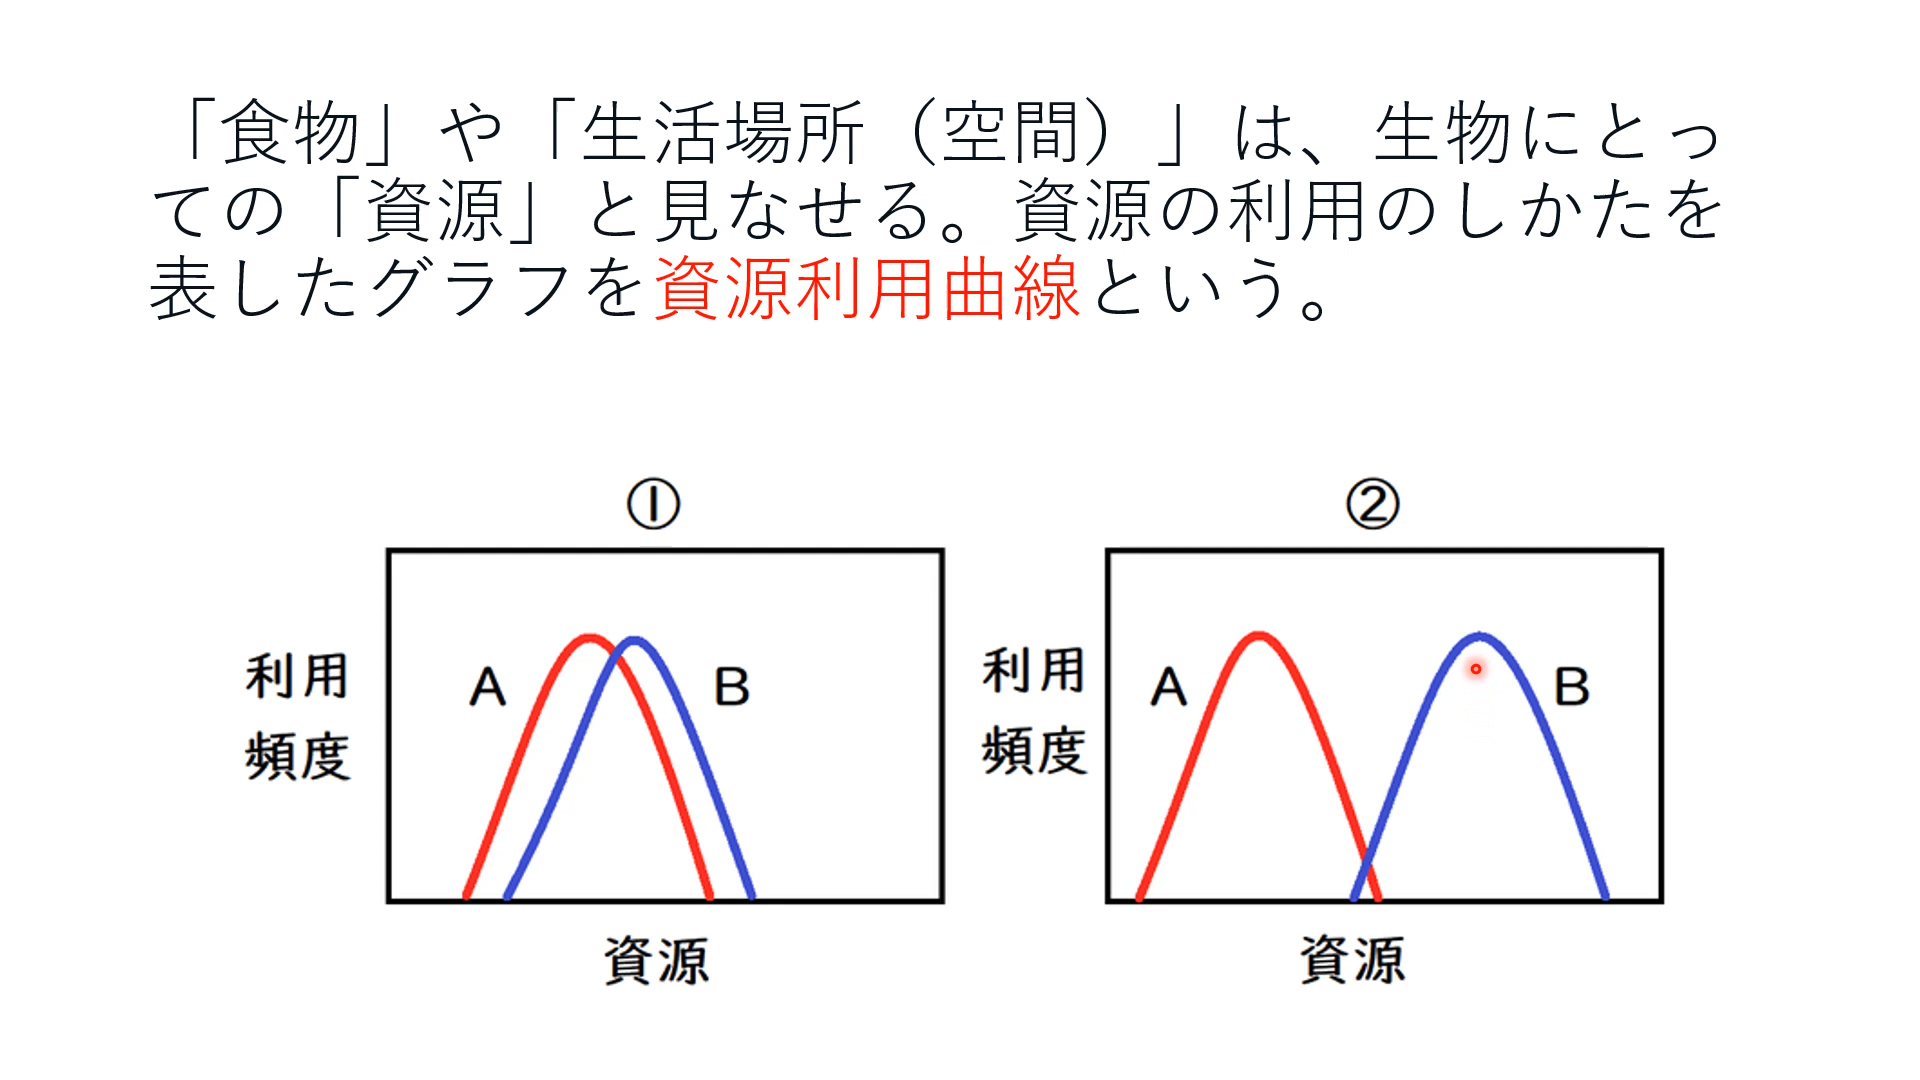 「食物」や「生活場所（空間）」は、生物にとっ
ての「資源」と見なせる。資源の利用のしかたを
表したグラフを資源利用曲線という。
①
利用
頻度
A
B
資源
②
利用
頻度
A
B
資源